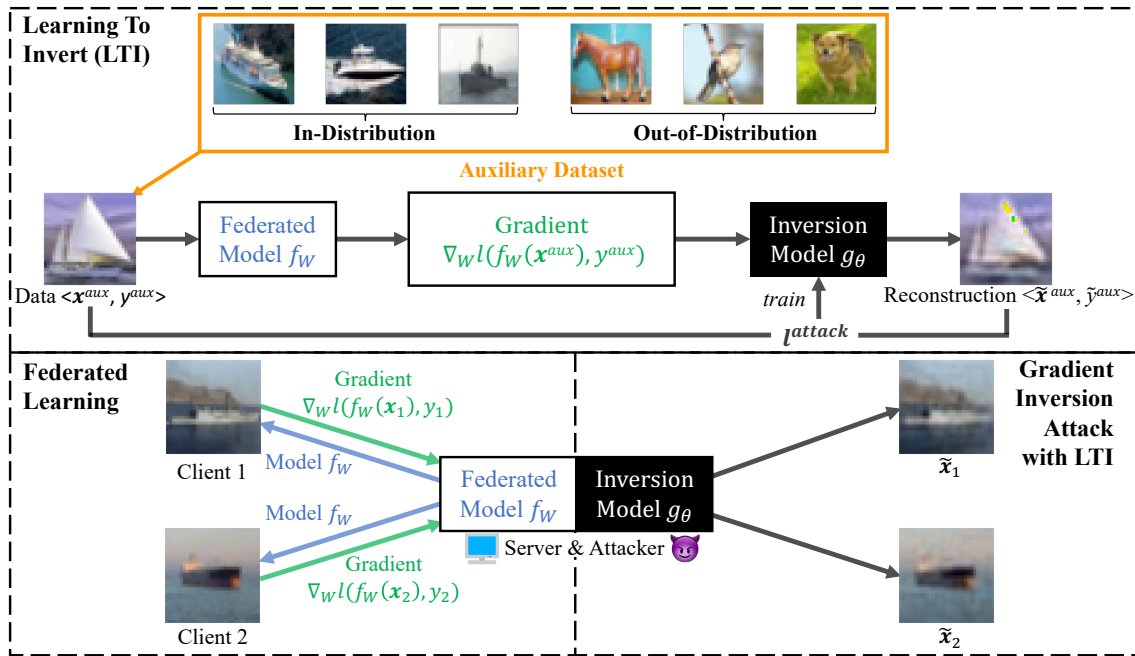 Learning To
Invert (LTI)
In-Distribution
Out-of-Distribution
Auxiliary Dataset
Federated
Model f_W
Gradient
∇_W l(f_W(x^{aux}), y^{aux})
Inversion
Model g_θ
Data <x^{aux}, y^{aux}>
train
Reconstruction <x̃^{aux}, ỹ^{aux}>
l^{attack}
Federated
Learning
Gradient
∇_W l(f_W(x_1), y_1)
Client 1
Model f_W
Model f_W
Gradient
∇_W l(f_W(x_2), y_2)
Client 2
Federated
Model f_W
Inversion
Model g_θ
Server & Attacker
Gradient
Inversion
Attack
with LTI
x̃_1
x̃_2